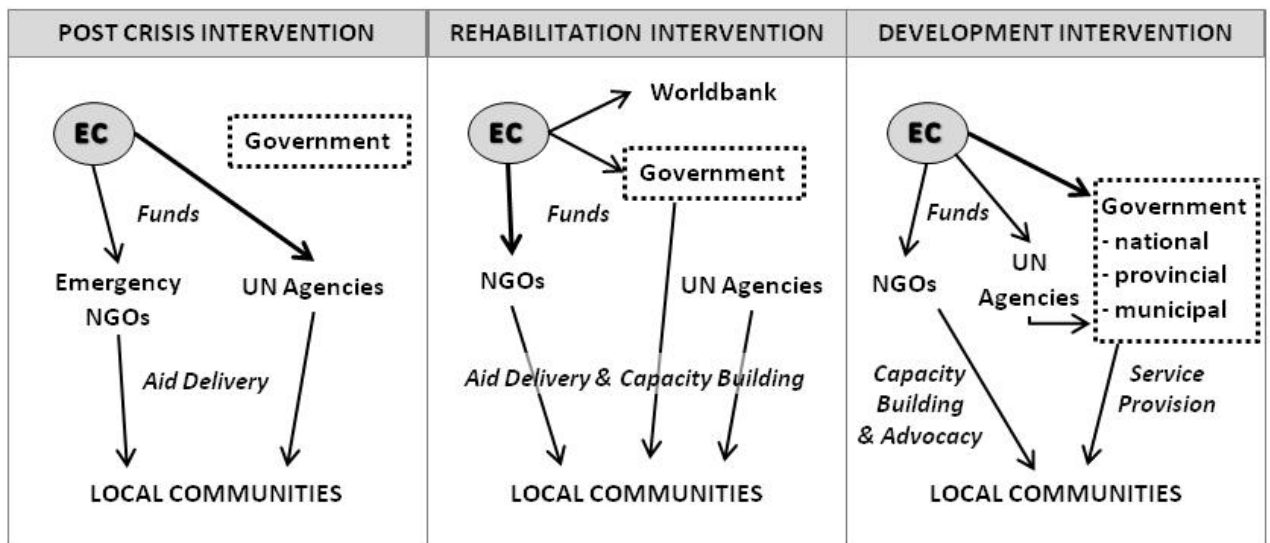 POST CRISIS INTERVENTION
EC
Government
Funds
Emergency
NGOs
UN Agencies
Aid Delivery
LOCAL COMMUNITIES
REHABILITATION INTERVENTION
Worldbank
EC
Government
Funds
NGOs
UN Agencies
Aid Delivery & Capacity Building
LOCAL COMMUNITIES
DEVELOPMENT INTERVENTION
EC
Funds
Government
- national
- provincial
- municipal
UN
Agencies
NGOs
Capacity
Building
& Advocacy
Service
Provision
LOCAL COMMUNITIES